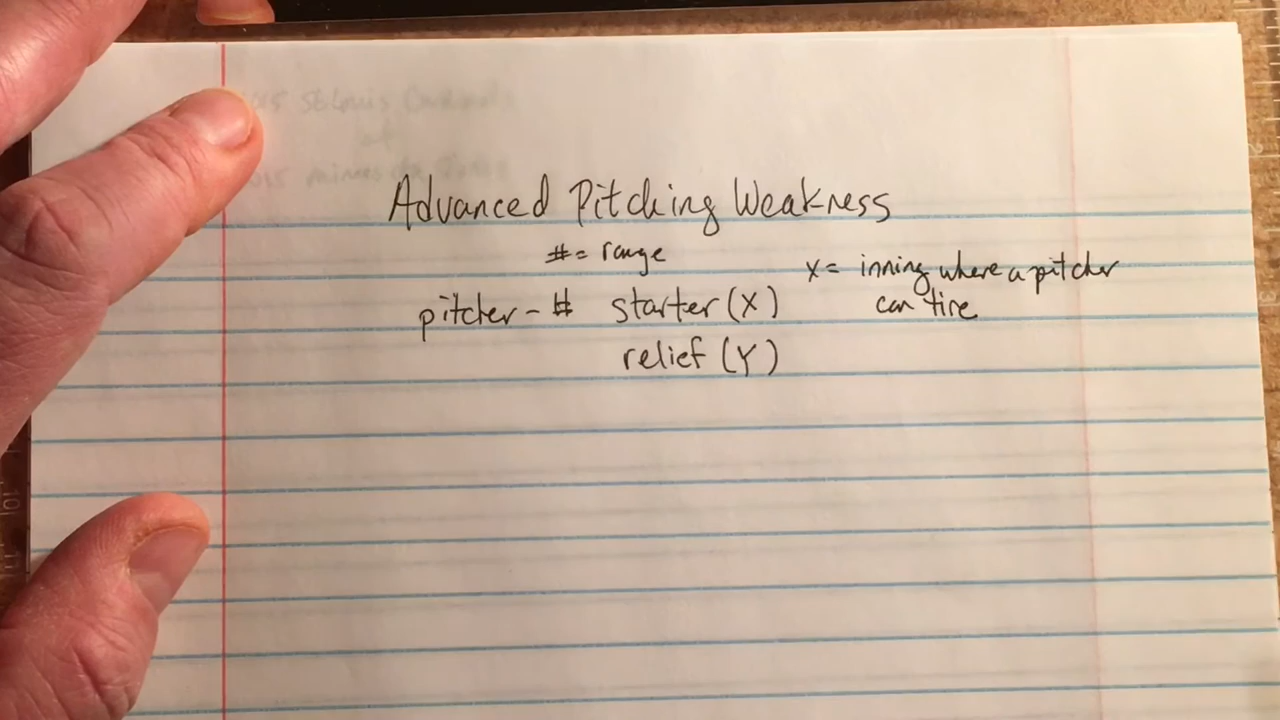 Advanced Pitching Weakness
#= range
x= inning where a pitcher
can tire
pitcher - # starter (X)
relief (Y)